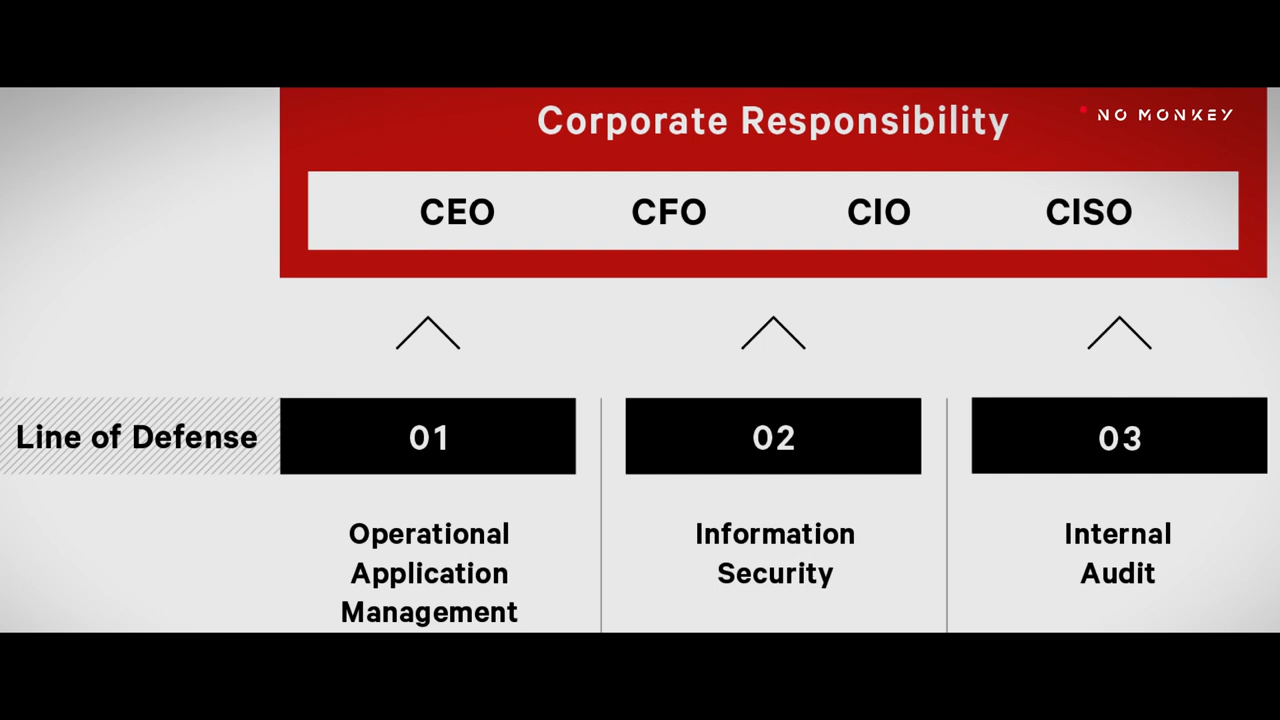 Corporate Responsibility
NO MONKEY
CEO CFO CIO CISO
Line of Defense 01 02 03
Operational
Application
Management
Information
Security
Internal
Audit